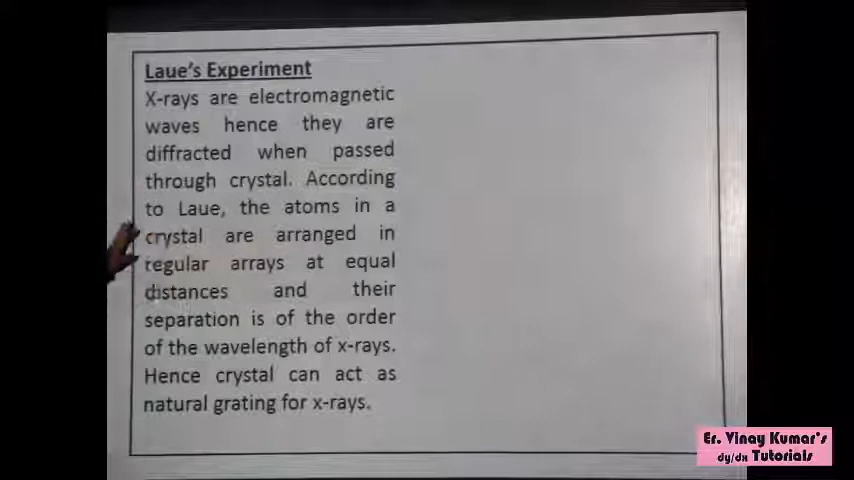 Laue's Experiment
X-rays are electromagnetic
waves hence they are
diffracted when passed
through crystal. According
to Laue, the atoms in a
crystal are arranged in
regular arrays at equal
distances and their
separation is of the order
of the wavelength of x-rays.
Hence crystal can act as
natural grating for x-rays.
Er. Vinay Kumar's
dy/dx Tutorials